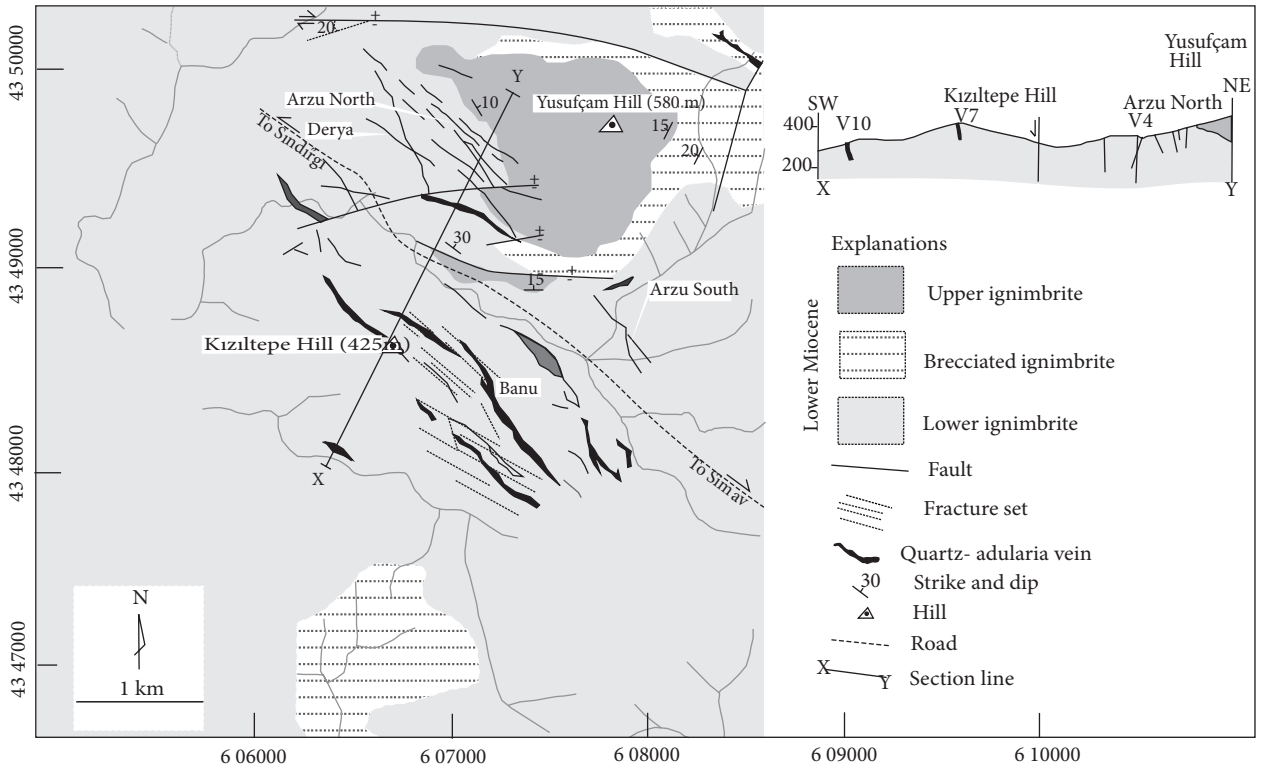 43 50000
43 49000
43 48000
43 47000
20
+
-
Y
Arzu North
10
Yusufçam Hill (580 m)
Derya
To Sındırgı
15
20
+
-
+
-
30
15
+
-
Arzu South
Kızıltepe Hill (425m)
Banu
X
To Simav
N
1 km
6 06000
6 07000
6 08000
6 09000
6 10000
Yusufçam
Hill
SW
Kızıltepe Hill
Arzu North
NE
400
V10
V7
V4
200
X
Y
Explanations
Lower Miocene
Upper ignimbrite
Brecciated ignimbrite
Lower ignimbrite
Fault
Fracture set
Quartz- adularia vein
30
Strike and dip
Hill
Road
X
Y
Section line